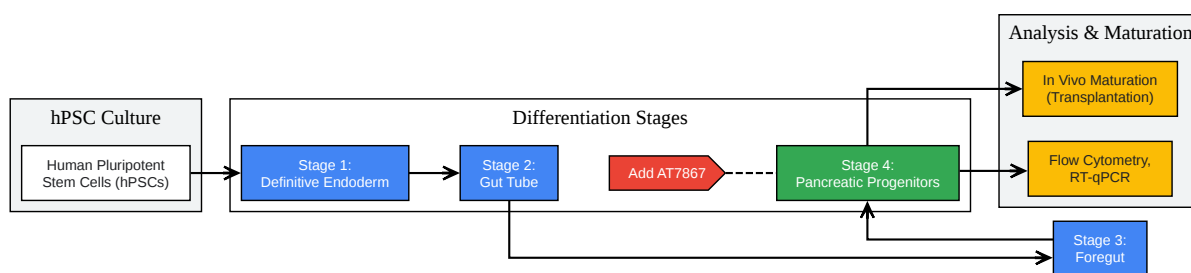 hPSC Culture
Human Pluripotent
Stem Cells (hPSCs)
Differentiation Stages
Stage 1:
Definitive Endoderm
Stage 2:
Gut Tube
Add AT7867
Stage 4:
Pancreatic Progenitors
Analysis & Maturation
In Vivo Maturation
(Transplantation)
Flow Cytometry,
RT-qPCR
Stage 3:
Foregut